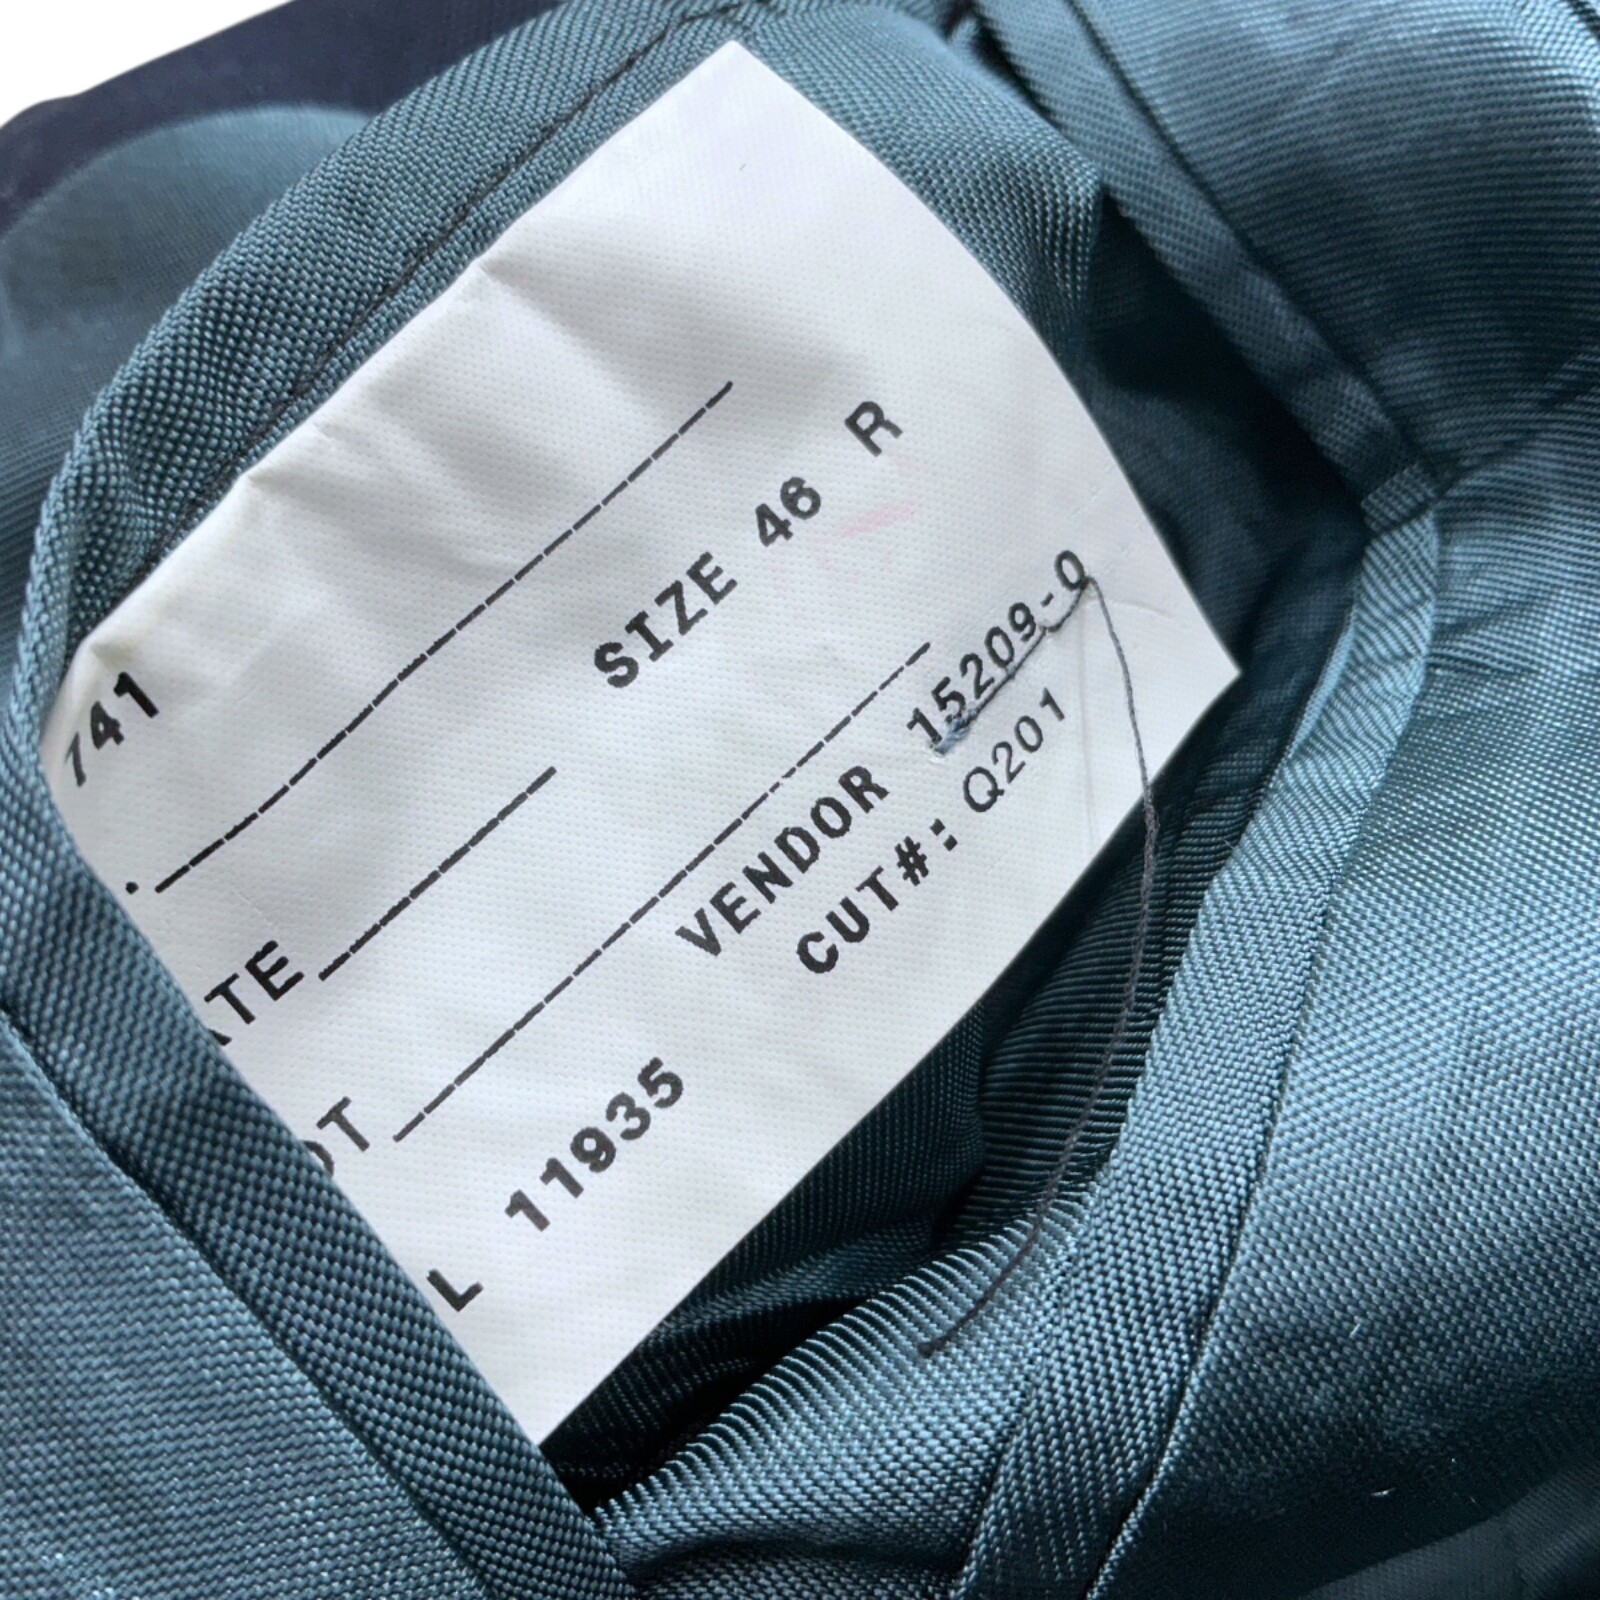 741
SIZE 46 R
ATE
VENDOR 15209-0
OT
CUT#: Q201
L 11935